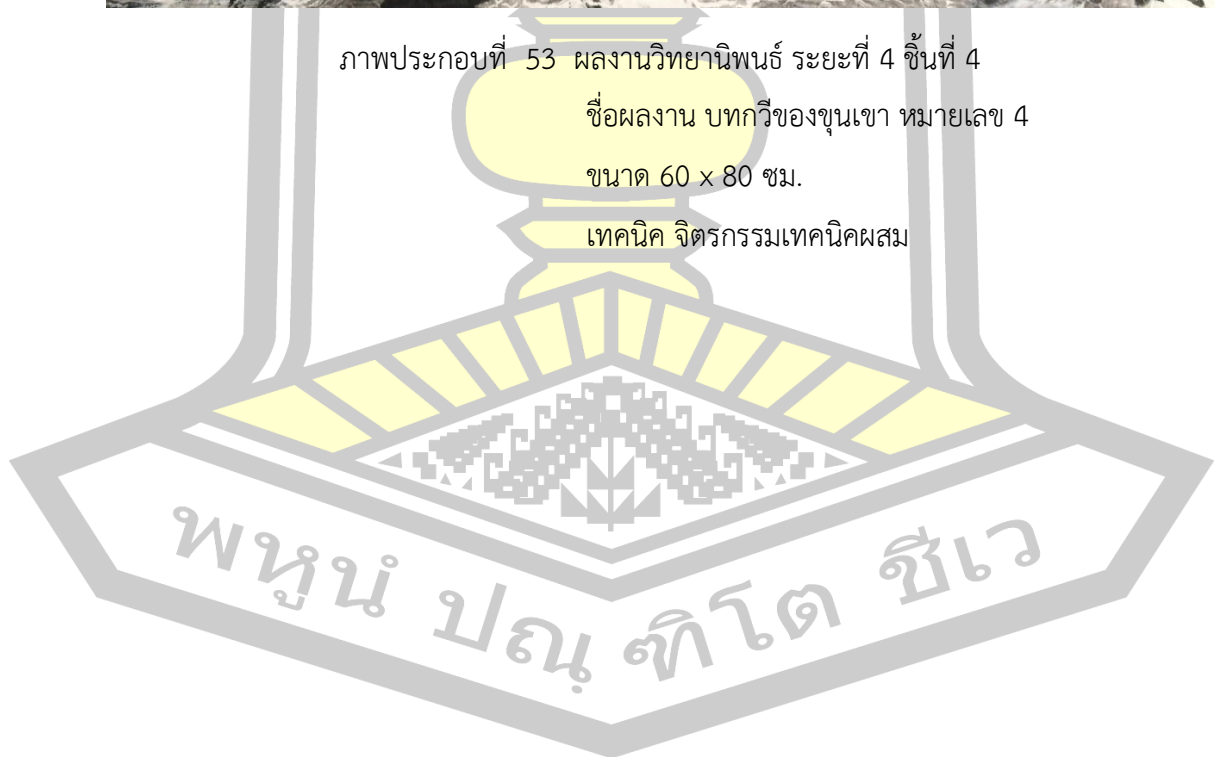 ภาพประกอบที่ 53 ผลงานวิทยานิพนธ์ ระยะที่ 4 ชิ้นที่ 4
ชื่อผลงาน บทกวีของขุนเขา หมายเลข 4
ขนาด 60 x 80 ซม.
เทคนิค จิตรกรรมเทคนิคผสม
พหูนํ ปณฺฑิโต ชีเว